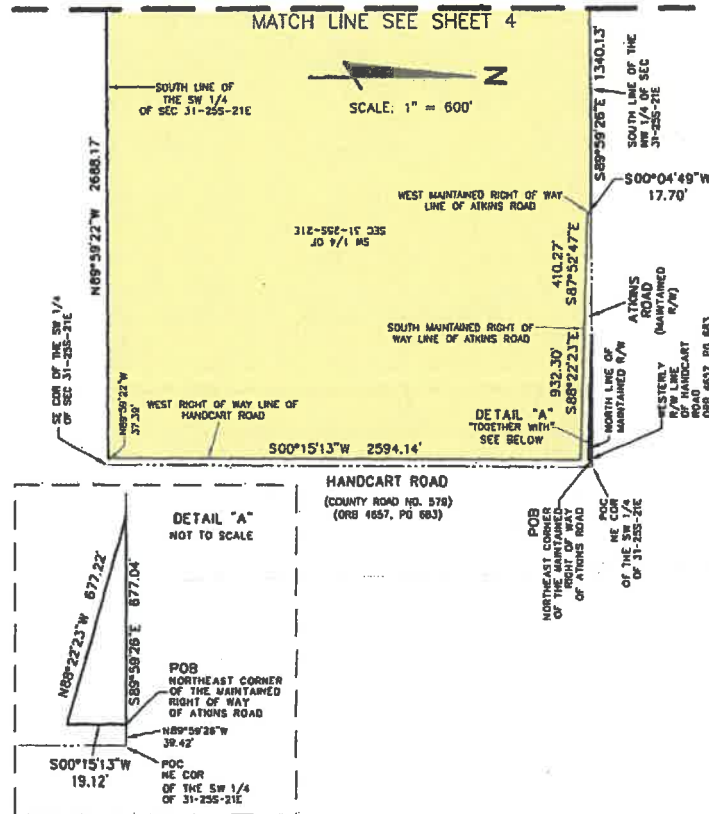 MATCH LINE SEE SHEET 4
SOUTH LINE OF
THE SW 1/4
OF SEC 31-25S-21E
N
SCALE: 1" = 600'
S89°59'26"E 1340.13'
SOUTH LINE OF THE
NW 1/4 OF SEC
31-25S-21E
N89°59'22"W 2688.17'
WEST MAINTAINED RIGHT OF WAY
LINE OF ATKINS ROAD
S00°04'49"W
17.70'
SW 1/4 OF
SEC 31-25S-21E
410.27'
S87°52'47"E
ATKINS
ROAD
(MAINTAINED
R/W)
SOUTH MAINTAINED RIGHT OF
WAY LINE OF ATKINS ROAD
932.30'
S88°22'23"E
NORTH LINE OF
MAINTAINED R/W
WESTERLY
R/W LINE
OF HANDCART
ROAD
ORB 4657, PG 683
SE COR OF THE SW 1/4
OF SEC 31-25S-21E
N89°59'22"W
37.39'
WEST RIGHT OF WAY LINE OF
HANDCART ROAD
DETAIL "A"
"TOGETHER WITH"
SEE BELOW
S00°15'13"W 2594.14'
HANDCART ROAD
(COUNTY ROAD NO. 579)
(ORB 4657, PG 683)
POB
NORTHEAST CORNER
OF THE MAINTAINED
RIGHT OF WAY
OF ATKINS ROAD
POC
NE COR
OF THE SW 1/4
OF 31-25S-21E
DETAIL "A"
NOT TO SCALE
N88°22'23"W 677.22'
S89°59'26"E 677.04'
POB
NORTHEAST CORNER
OF THE MAINTAINED
RIGHT OF WAY
OF ATKINS ROAD
N89°59'26"W
39.42'
S00°15'13"W
19.12'
POC
NE COR
OF THE SW 1/4
OF 31-25S-21E